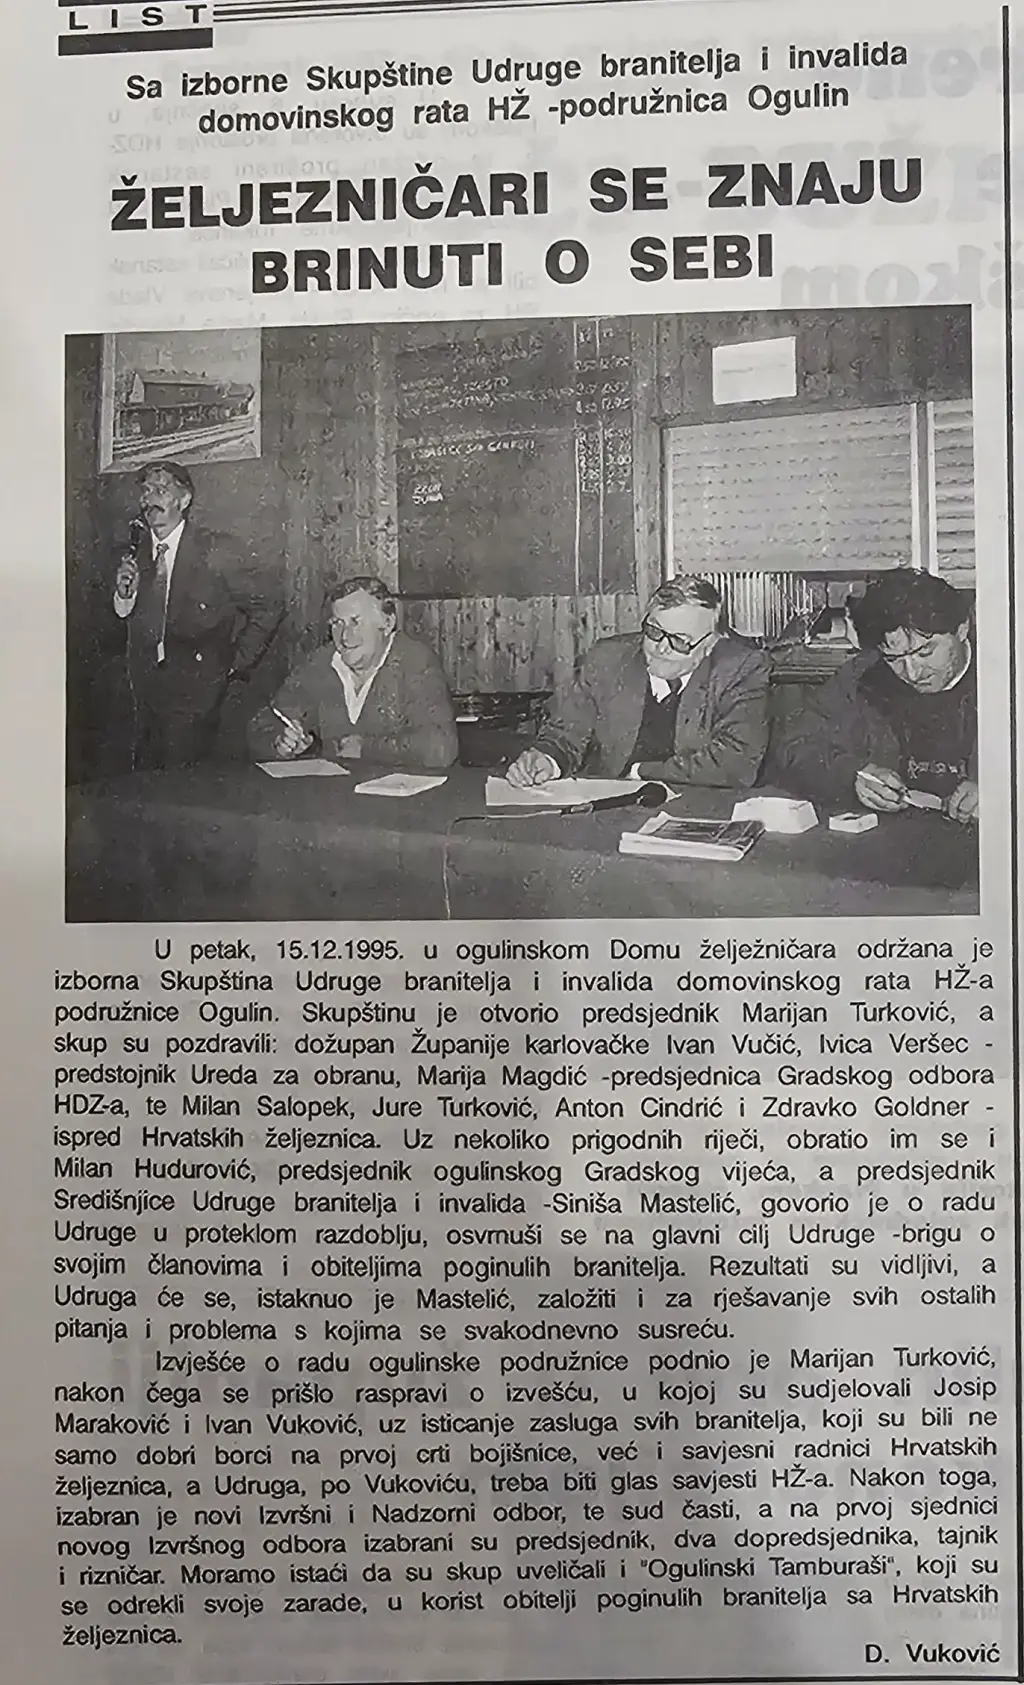 LIST
Sa izborne Skupštine Udruge branitelja i invalida
domovinskog rata HŽ -podružnica Ogulin
ŽELJEZNIČARI SE ZNAJU
BRINUTI O SEBI
U petak, 15.12.1995. u ogulinskom Domu željezničara održana je
izborna Skupština Udruge branitelja i invalida domovinskog rata HŽ-a
podružnice Ogulin. Skupštinu je otvorio predsjednik Marijan Turković, a
skup su pozdravili: dožupan Županije karlovačke Ivan Vučić, Ivica Veršec -
predstojnik Ureda za obranu, Marija Magdić -predsjednica Gradskog odbora
HDZ-a, te Milan Salopek, Jure Turković, Anton Cindrić i Zdravko Goldner -
ispred Hrvatskih željeznica. Uz nekoliko prigodnih riječi, obratio im se i
Milan Hudurović, predsjednik ogulinskog Gradskog vijeća, a predsjednik
Središnjice Udruge branitelja i invalida -Siniša Mastelić, govorio je o radu
Udruge u proteklom razdoblju, osvrnuši se na glavni cilj Udruge -brigu o
svojim članovima i obiteljima poginulih branitelja. Rezultati su vidljivi, a
Udruga će se, istaknuo je Mastelić, založiti i za rješavanje svih ostalih
pitanja i problema s kojima se svakodnevno susreću.
Izvješće o radu ogulinske podružnice podnio je Marijan Turković,
nakon čega se prišlo raspravi o izvešću, u kojoj su sudjelovali Josip
Maraković i Ivan Vuković, uz isticanje zasluga svih branitelja, koji su bili ne
samo dobri borci na prvoj crti bojišnice, već i savjesni radnici Hrvatskih
željeznica, a Udruga, po Vukoviću, treba biti glas savjesti HŽ-a. Nakon toga,
izabran je novi Izvršni i Nadzorni odbor, te sud časti, a na prvoj sjednici
novog Izvršnog odbora izabrani su predsjednik, dva dopredsjednika, tajnik
i rizničar. Moramo istaći da su skup uveličali i "Ogulinski Tamburaši", koji su
se odrekli svoje zarade, u korist obitelji poginulih branitelja sa Hrvatskih
željeznica.
D. Vuković